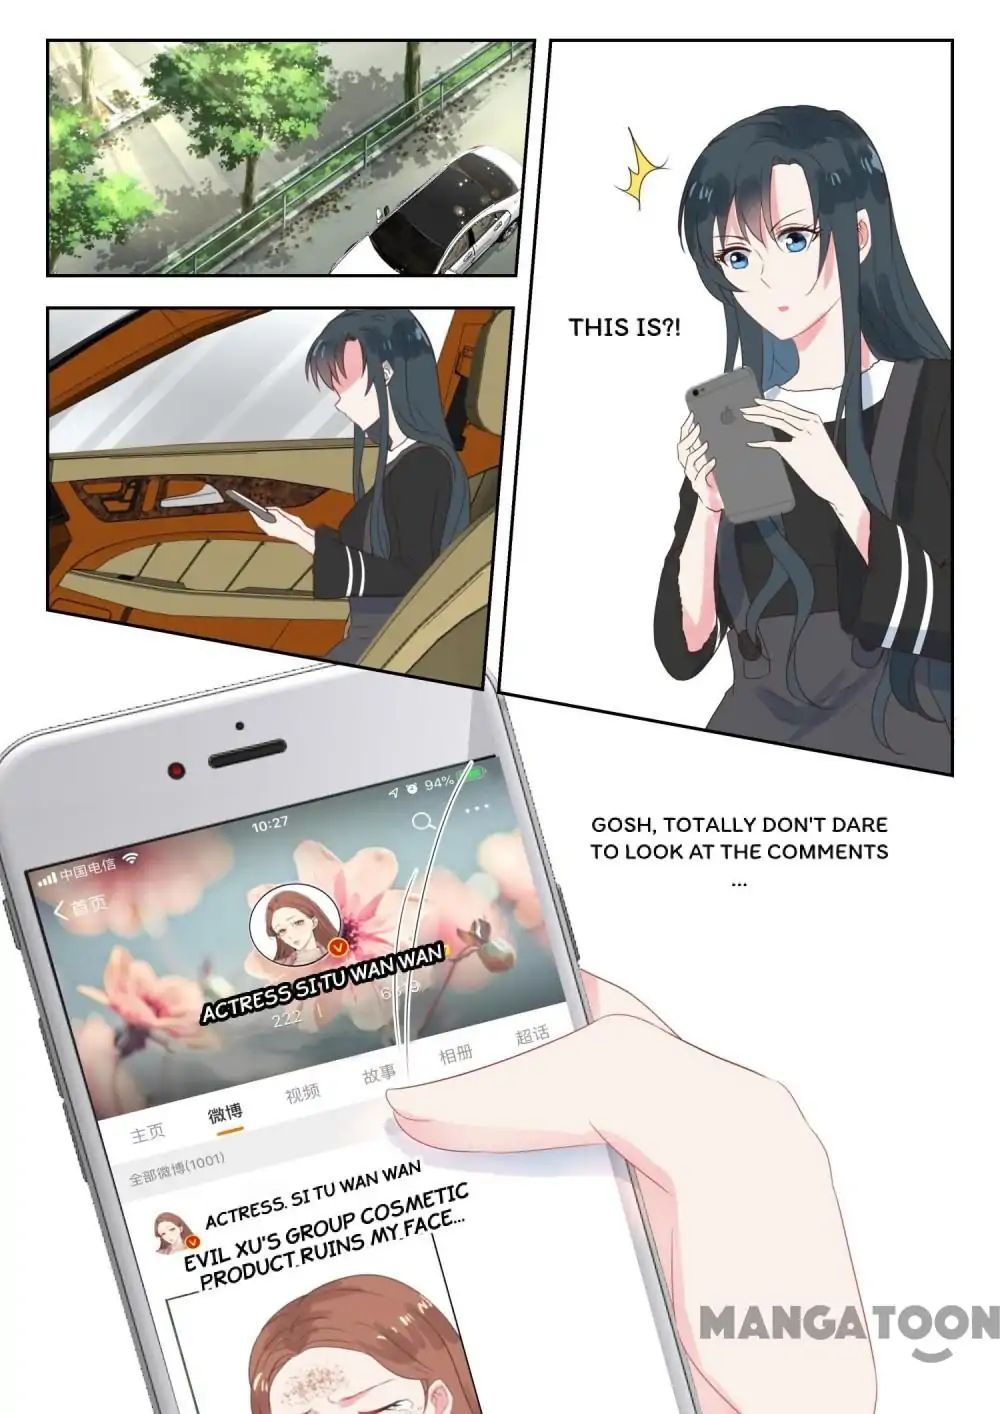 THIS IS?!
GOSH, TOTALLY DON'T DARE
TO LOOK AT THE COMMENTS
...
中国电信
10:27
94%
首页
ACTRESS SI TU WAN WAN
222 |
主页
微博
视频
故事
相册
超话
全部微博(1001)
ACTRESS. SI TU WAN WAN
EVIL XU'S GROUP COSMETIC
PRODUCT RUINS MY FACE...
MANGATOON